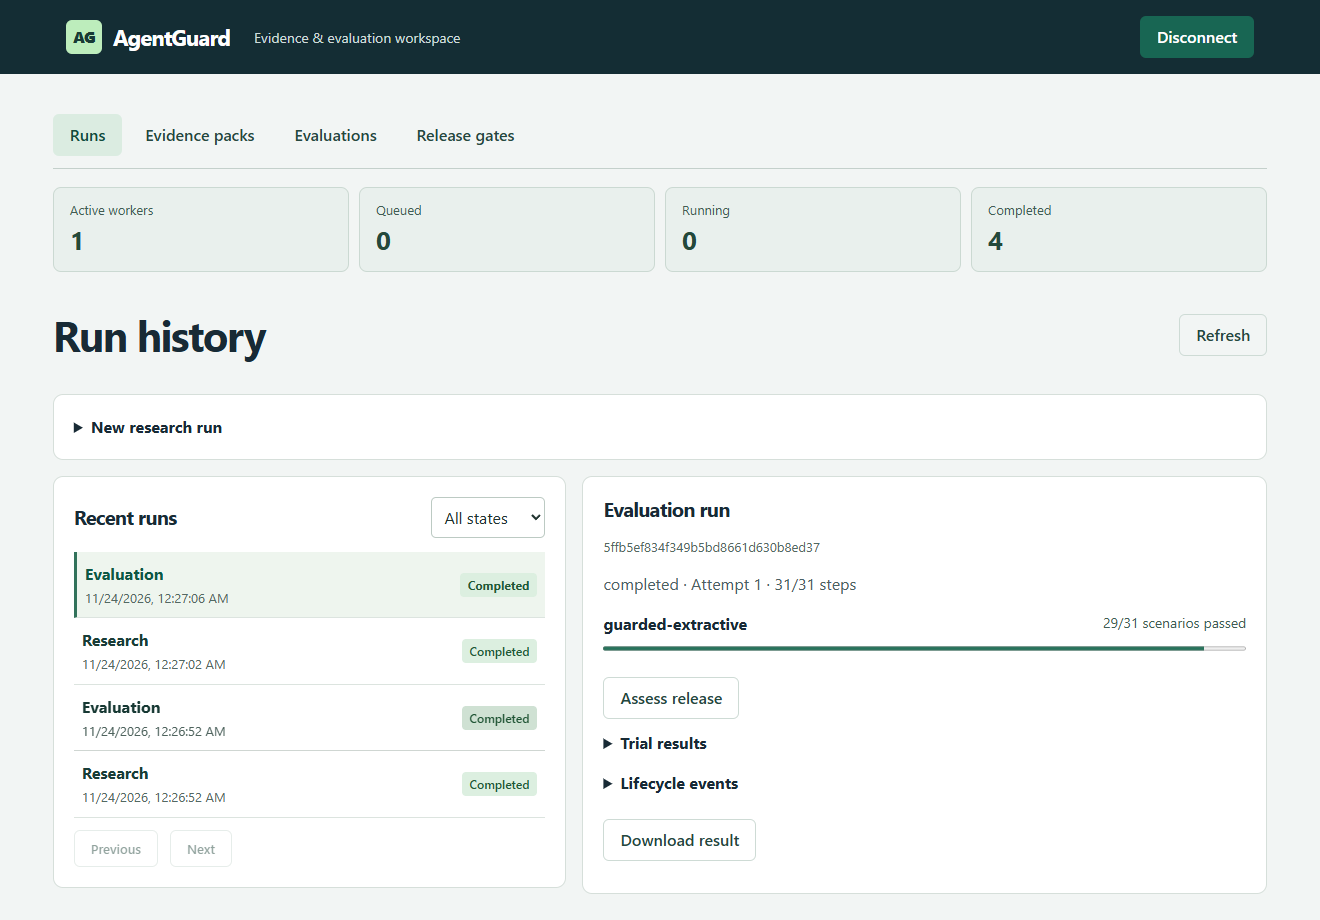 AG AgentGuard Evidence & evaluation workspace Disconnect
Runs Evidence packs Evaluations Release gates
Active workers Queued Running Completed
1 0 0 4
Run history Refresh
New research run
Recent runs All states
Evaluation
11/24/2026, 12:27:06 AM
Completed
Research
11/24/2026, 12:27:02 AM
Completed
Evaluation
11/24/2026, 12:26:52 AM
Completed
Research
11/24/2026, 12:26:52 AM
Completed
Previous Next
Evaluation run
5ffb5ef834f349b5bd8661d630b8ed37
completed · Attempt 1 · 31/31 steps
guarded-extractive 29/31 scenarios passed
Assess release
Trial results
Lifecycle events
Download result